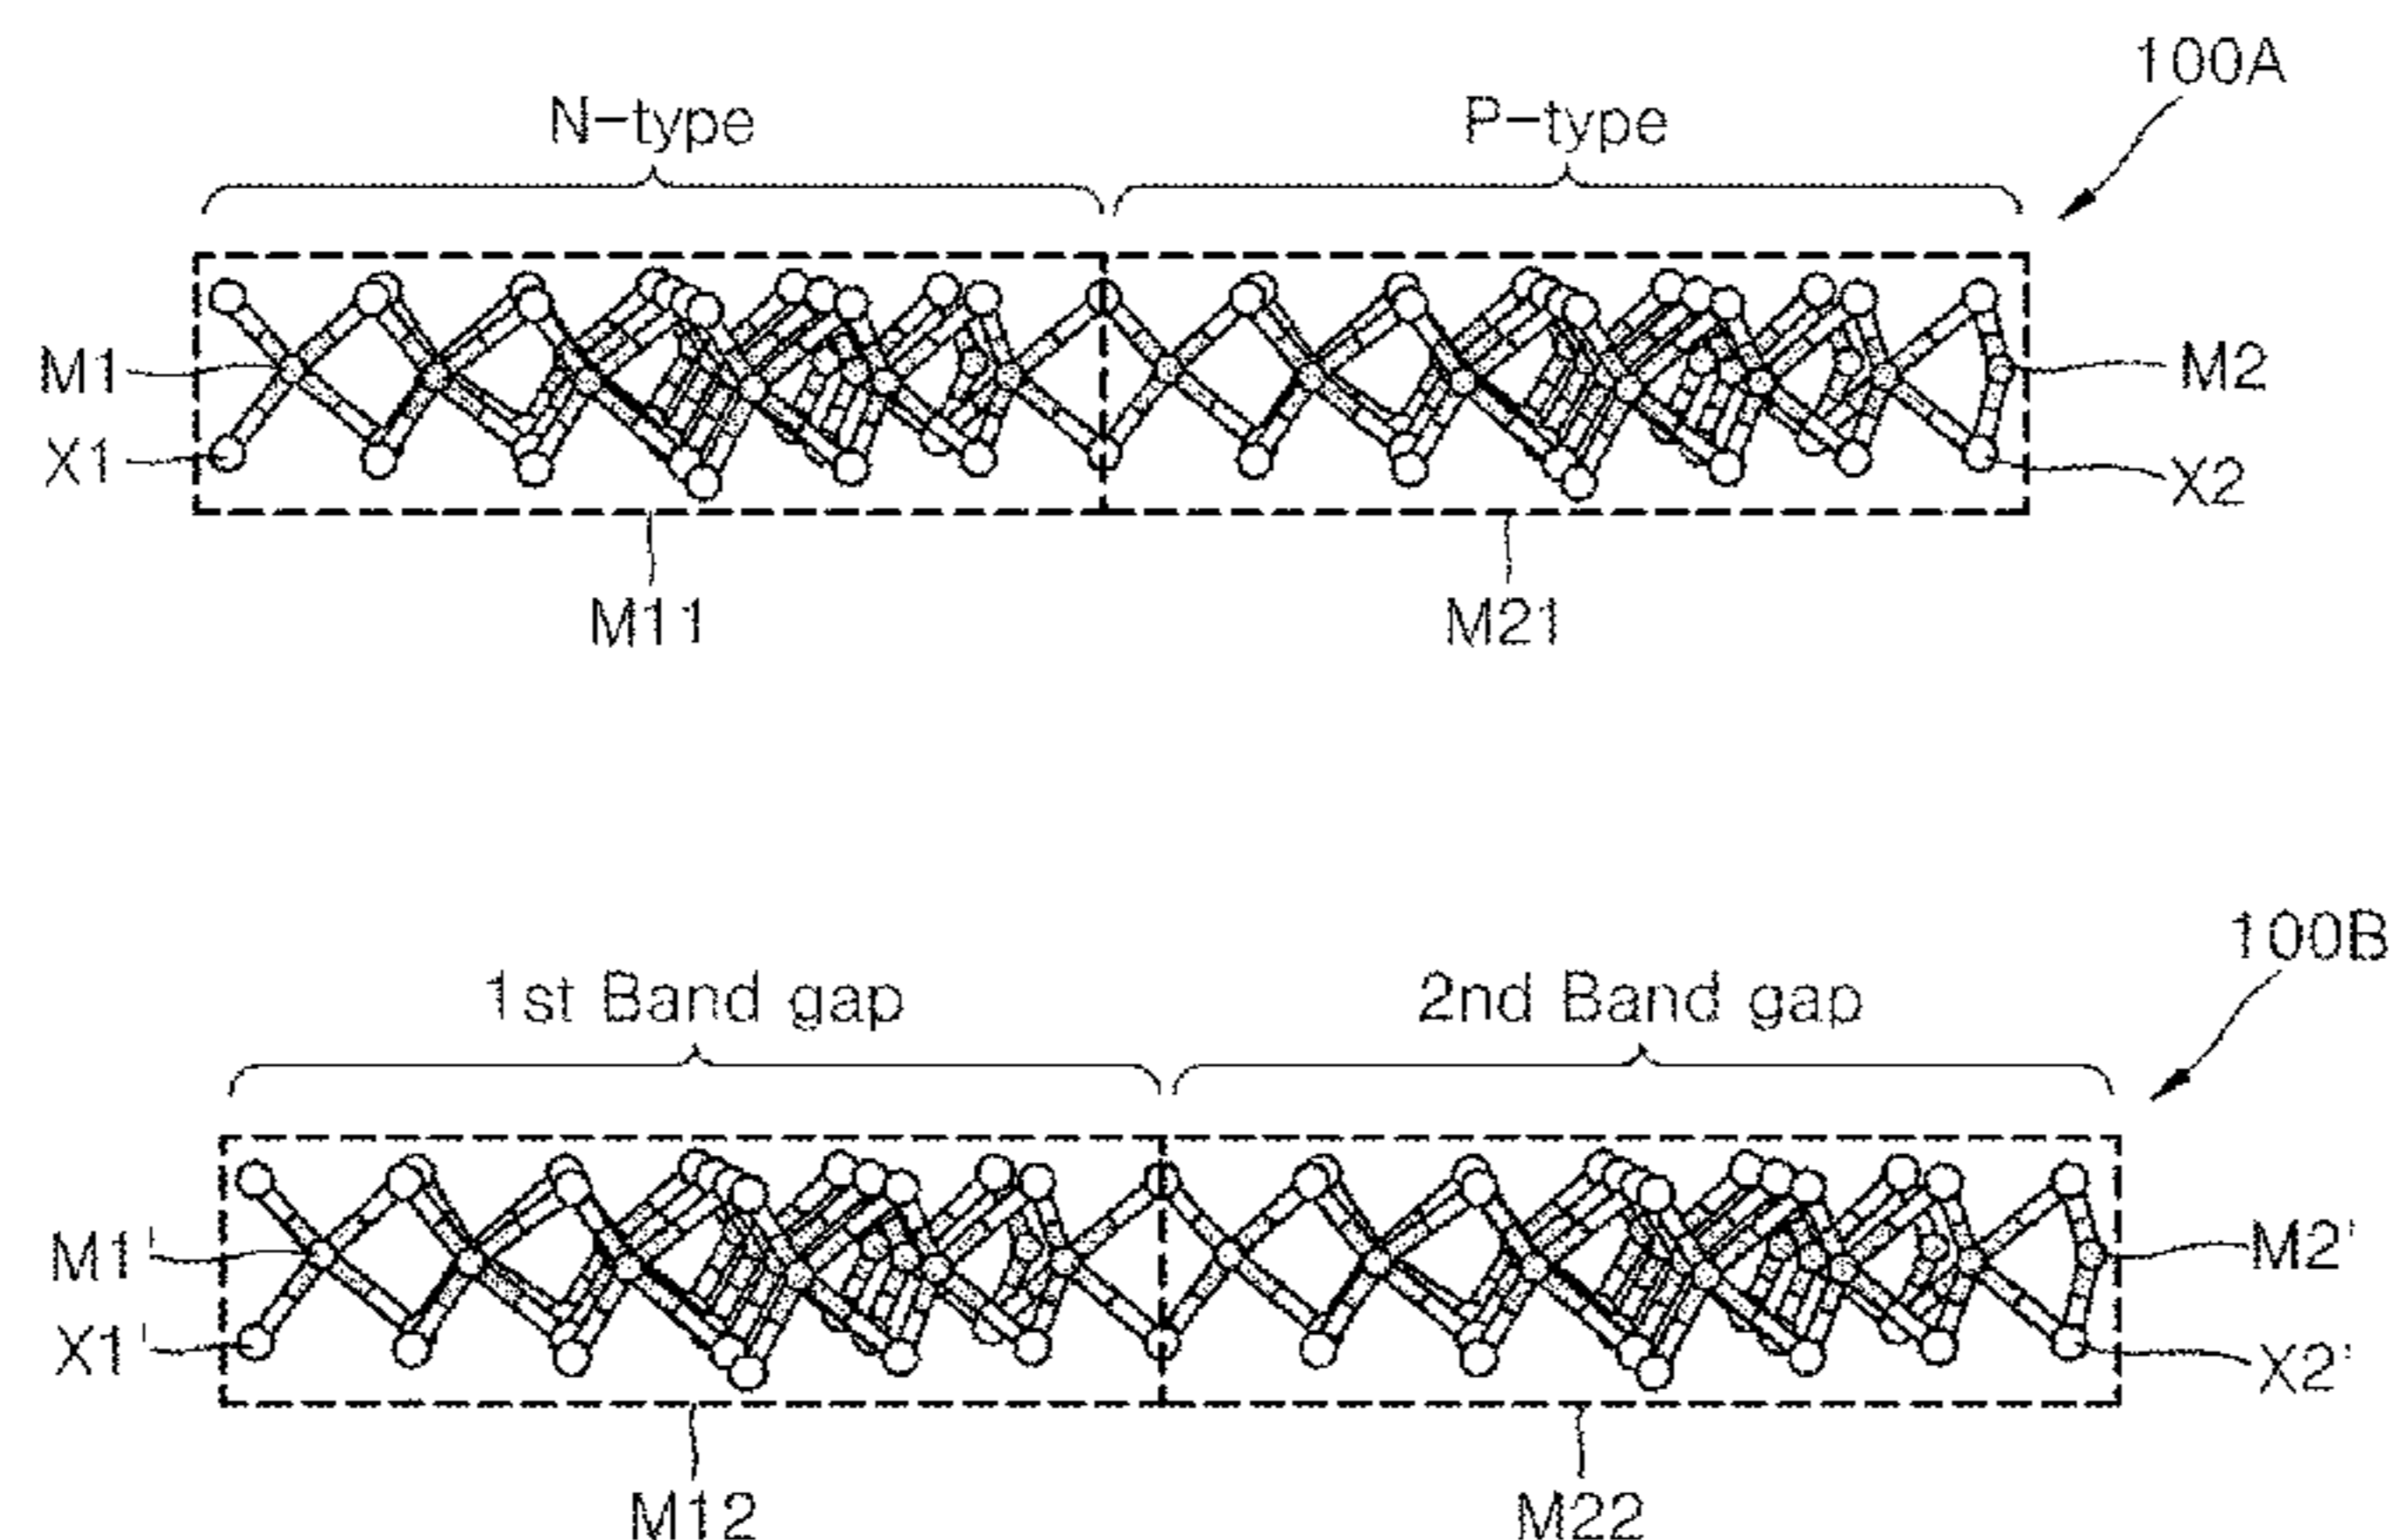 100A
N-type P-type
M1 M2
X1 X2
M11 M21
100B
1st Band gap 2nd Band gap
M1' M2'
X1' X2'
M12 M22